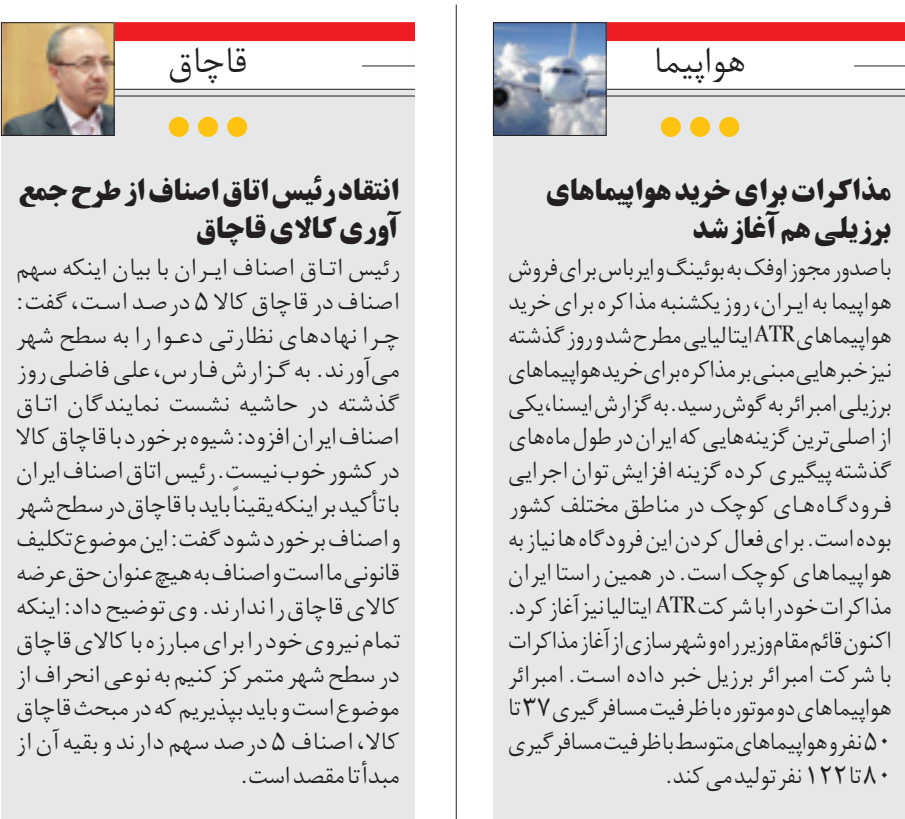 هواپیما
مذاکرات برای خرید هواپیماهای
برزیلی هم آغاز شد
با صدور مجوز اوفک به بوئینگ و ایرباس برای فروش
هواپیما به ایـران، روز یکشنبه مذاکره برای خرید
هواپیماهای ATR ایتالیایی مطرح شد و روز گذشته
نیز خبرهایی مبنی بر مذاکره برای خرید هواپیماهای
برزیلی امبرائر به گوش رسید. به گزارش ایسنا، یکی
از اصلی‌ترین گزینه‌هایی که ایران در طول ماه‌های
گذشته پیگیری کرده گزینه افزایش توان اجرایی
فـرودگـاه‌هـای کوچک در مناطق مختلف کشور
بوده است. برای فعال کردن این فرودگاه ها نیاز به
هواپیماهای کوچک است. در همین راستا ایران
مذاکرات خود را با شرکت ATR ایتالیا نیز آغاز کرد.
اکنون قائم مقام وزیر راه و شهرسازی از آغاز مذاکرات
با شرکت امبرائر برزیل خبر داده اسـت. امبرائر
هواپیماهای دو موتوره با ظرفیت مسافرگیری ۳۷ تا
۵۰ نفر و هواپیماهای متوسط با ظرفیت مسافرگیری
۸۰ تا ۱۲۲ نفر تولید می کند.
قاچاق
انتقاد رئیس اتاق اصناف از طرح جمع
آوری کالای قاچاق
رئیس اتـاق اصناف ایـران با بیان اینکه سهم
اصناف در قاچاق کالا ۵ درصد است، گفت:
چـرا نهادهای نظارتی دعـوا را به سطح شهر
می‌آورند. به گـزارش فـارس، علی فاضلی روز
گذشته در حاشیه نشست نمایندگان اتـاق
اصناف ایران افزود: شیوه برخورد با قاچاق کالا
در کشور خوب نیست. رئیس اتاق اصناف ایران
با تأکید بر اینکه یقیناً باید با قاچاق در سطح شهر
و اصناف برخورد شود گفت: این موضوع تکلیف
قانونی ما است و اصناف به هیچ عنوان حق عرضه
کالای قاچاق را ندارند. وی توضیح داد: اینکه
تمام نیروی خود را برای مبارزه با کالای قاچاق
در سطح شهر متمرکز کنیم به نوعی انحراف از
موضوع است و باید بپذیریم که در مبحث قاچاق
کالا، اصناف ۵ درصد سهم دارند و بقیه آن از
مبدأ تا مقصد است.